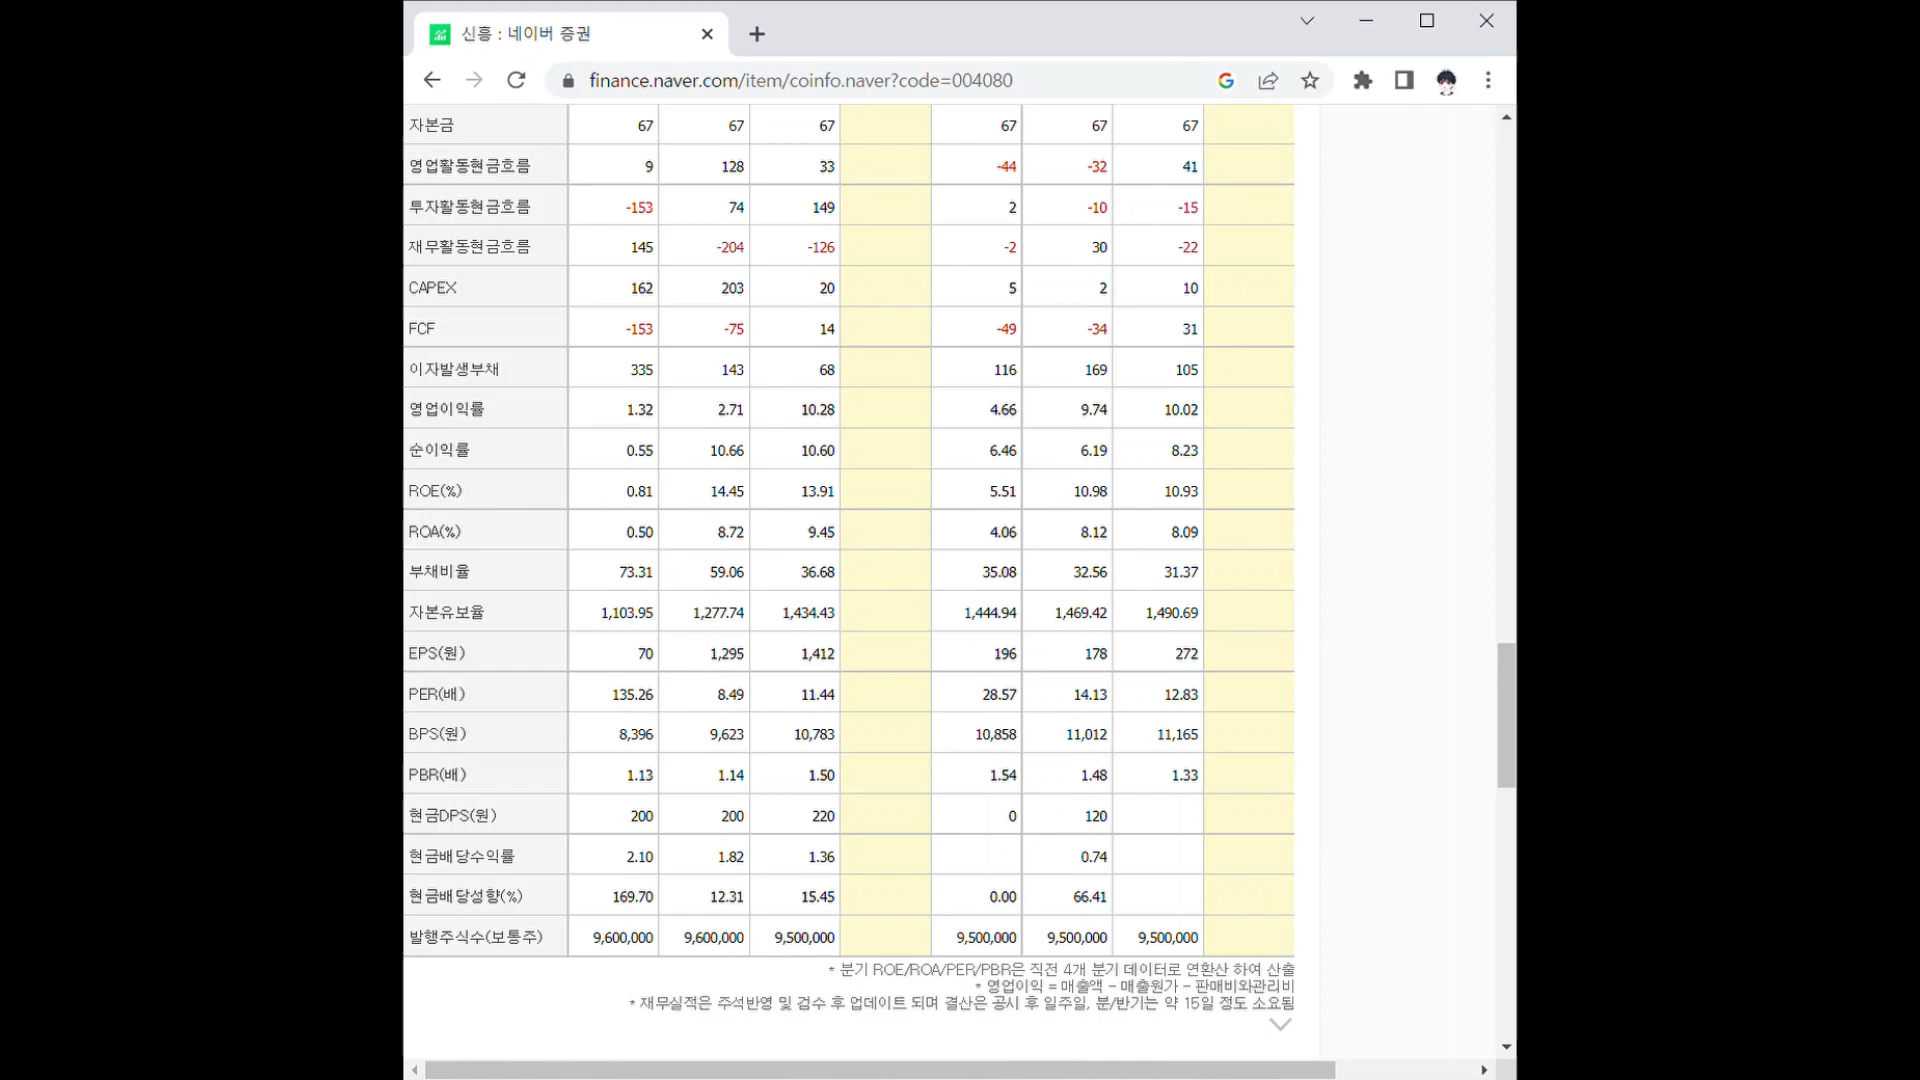 신흥 : 네이버 증권
finance.naver.com/item/coinfo.naver?code=004080
자본금 67 67 67 67 67 67
영업활동현금흐름 9 128 33 -44 -32 41
투자활동현금흐름 -153 74 149 2 -10 -15
재무활동현금흐름 145 -204 -126 -2 30 -22
CAPEX 162 203 20 5 2 10
FCF -153 -75 14 -49 -34 31
이자발생부채 335 143 68 116 169 105
영업이익률 1.32 2.71 10.28 4.66 9.74 10.02
순이익률 0.55 10.66 10.60 6.46 6.19 8.23
ROE(%) 0.81 14.45 13.91 5.51 10.98 10.93
ROA(%) 0.50 8.72 9.45 4.06 8.12 8.09
부채비율 73.31 59.06 36.68 35.08 32.56 31.37
자본유보율 1,103.95 1,277.74 1,434.43 1,444.94 1,469.42 1,490.69
EPS(원) 70 1,295 1,412 196 178 272
PER(배) 135.26 8.49 11.44 28.57 14.13 12.83
BPS(원) 8,396 9,623 10,783 10,858 11,012 11,165
PBR(배) 1.13 1.14 1.50 1.54 1.48 1.33
현금DPS(원) 200 200 220 0 120
현금배당수익률 2.10 1.82 1.36 0.74
현금배당성향(%) 169.70 12.31 15.45 0.00 66.41
발행주식수(보통주) 9,600,000 9,600,000 9,500,000 9,500,000 9,500,000 9,500,000
* 분기 ROE/ROA/PER/PBR은 직전 4개 분기 데이터로 연환산 하여 산출
* 영업이익 = 매출액 - 매출원가 - 판매비와관리비
* 재무실적은 주석반영 및 검수 후 업데이트 되며 결산은 공시 후 일주일, 분/반기는 약 15일 정도 소요됨